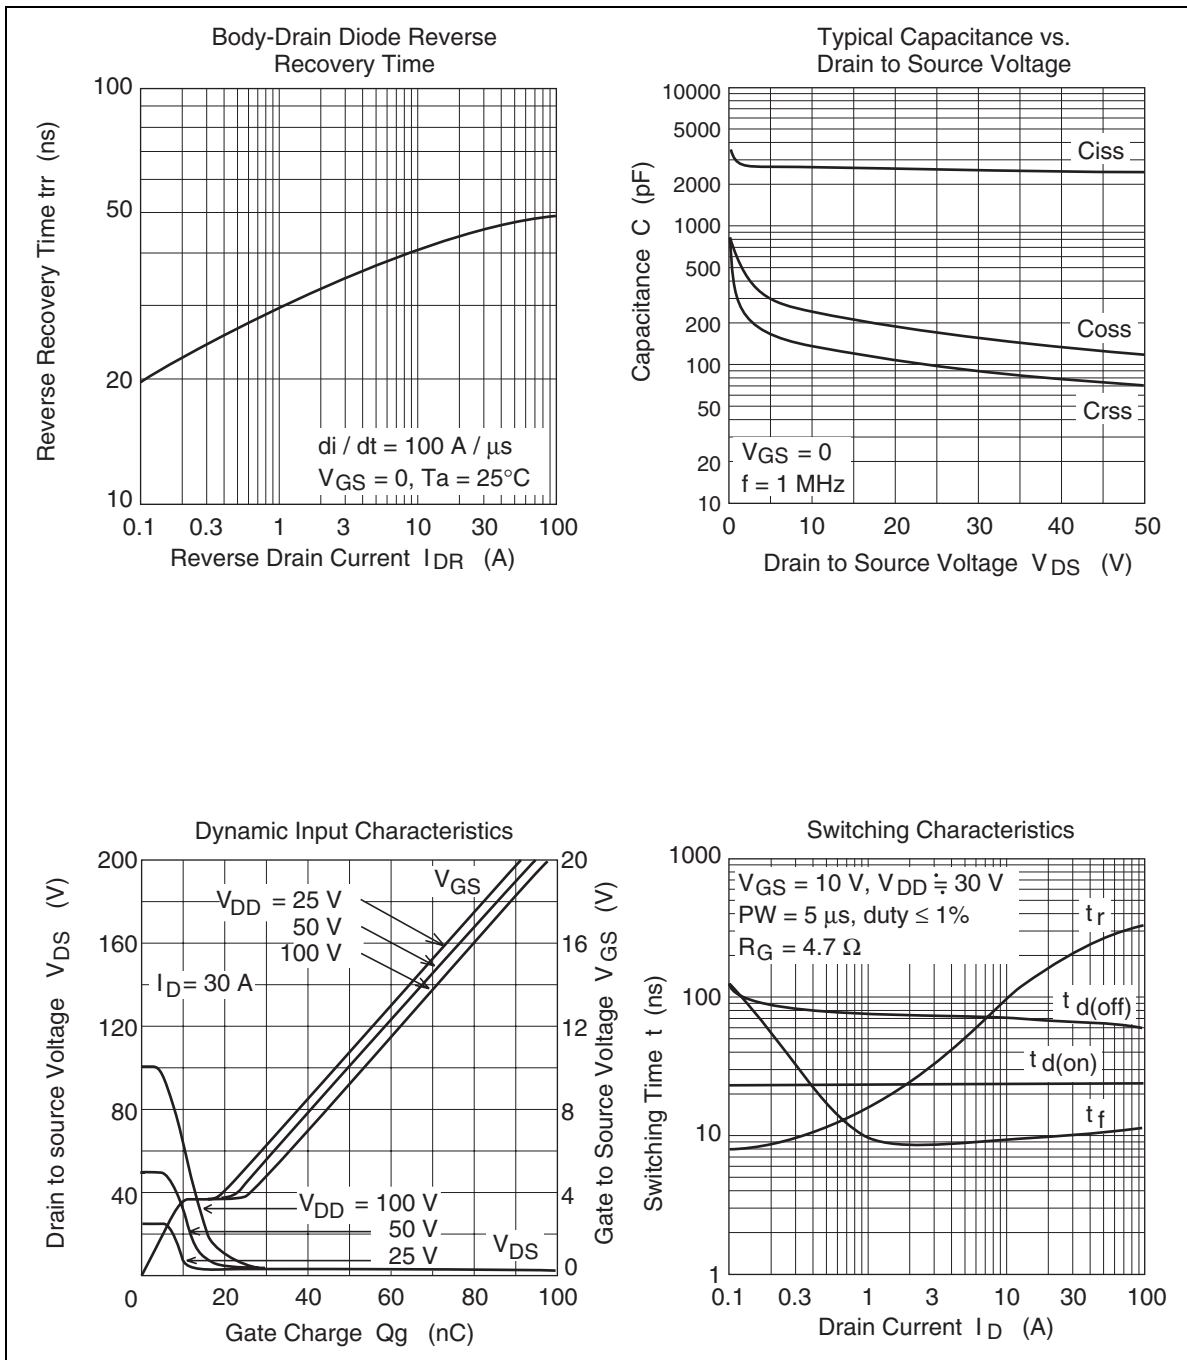 Body-Drain Diode Reverse
Recovery Time
Reverse Recovery Time trr (ns)
100
50
20
10
di / dt = 100 A / μs
VGS = 0, Ta = 25°C
0.1 0.3 1 3 10 30 100
Reverse Drain Current IDR (A)
Typical Capacitance vs.
Drain to Source Voltage
Capacitance C (pF)
10000
5000
2000
1000
500
200
100
50
20
10
Ciss
Coss
Crss
VGS = 0
f = 1 MHz
0 10 20 30 40 50
Drain to Source Voltage VDS (V)
Dynamic Input Characteristics
Drain to source Voltage VDS (V)
200
160
120
80
40
0
VGS
VDD = 25 V
50 V
100 V
ID = 30 A
VDD = 100 V
50 V
25 V
VDS
20
16
12
8
4
0
Gate to Source Voltage VGS (V)
20 40 60 80 100
Gate Charge Qg (nC)
Switching Characteristics
Switching Time t (ns)
1000
100
10
1
VGS = 10 V, VDD ≒ 30 V
PW = 5 μs, duty ≤ 1%
RG = 4.7 Ω
tr
td(off)
td(on)
tf
0.1 0.3 1 3 10 30 100
Drain Current ID (A)